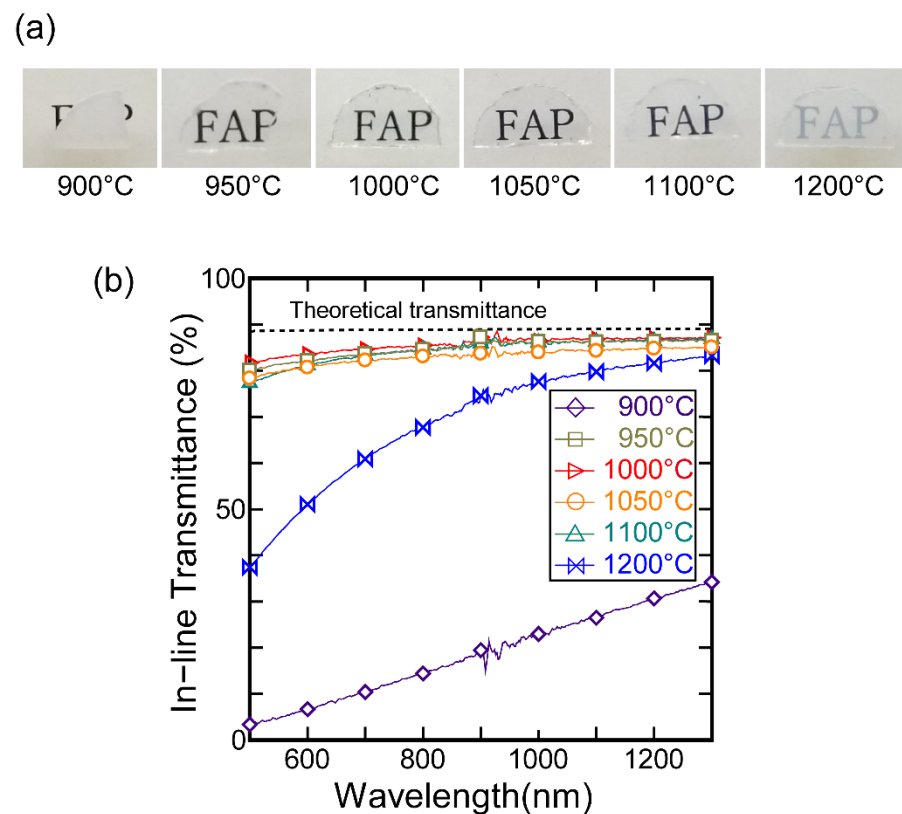 (a)
FAP FAP FAP FAP FAP FAP
900°C 950°C 1000°C 1050°C 1100°C 1200°C
(b)
100
Theoretical transmittance
900°C
950°C
1000°C
50
1050°C
1100°C
1200°C
0
600 800 1000 1200
In-line Transmittance (%)
Wavelength(nm)